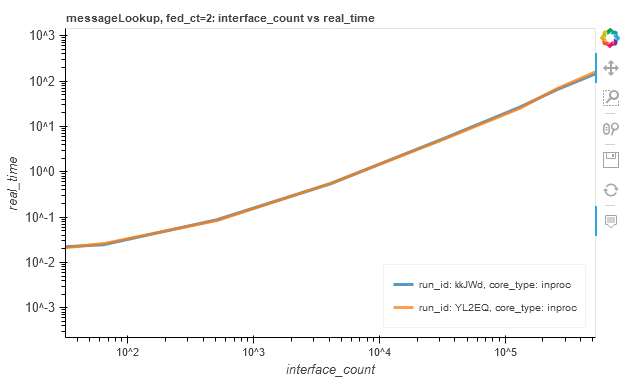 messageLookup, fed_ct=2: interface_count vs real_time
10^3
10^2
10^1
10^0
10^-1
10^-2
10^-3
real_time
10^2
10^3
10^4
10^5
interface_count
run_id: kkJWd, core_type: inproc
run_id: YL2EQ, core_type: inproc